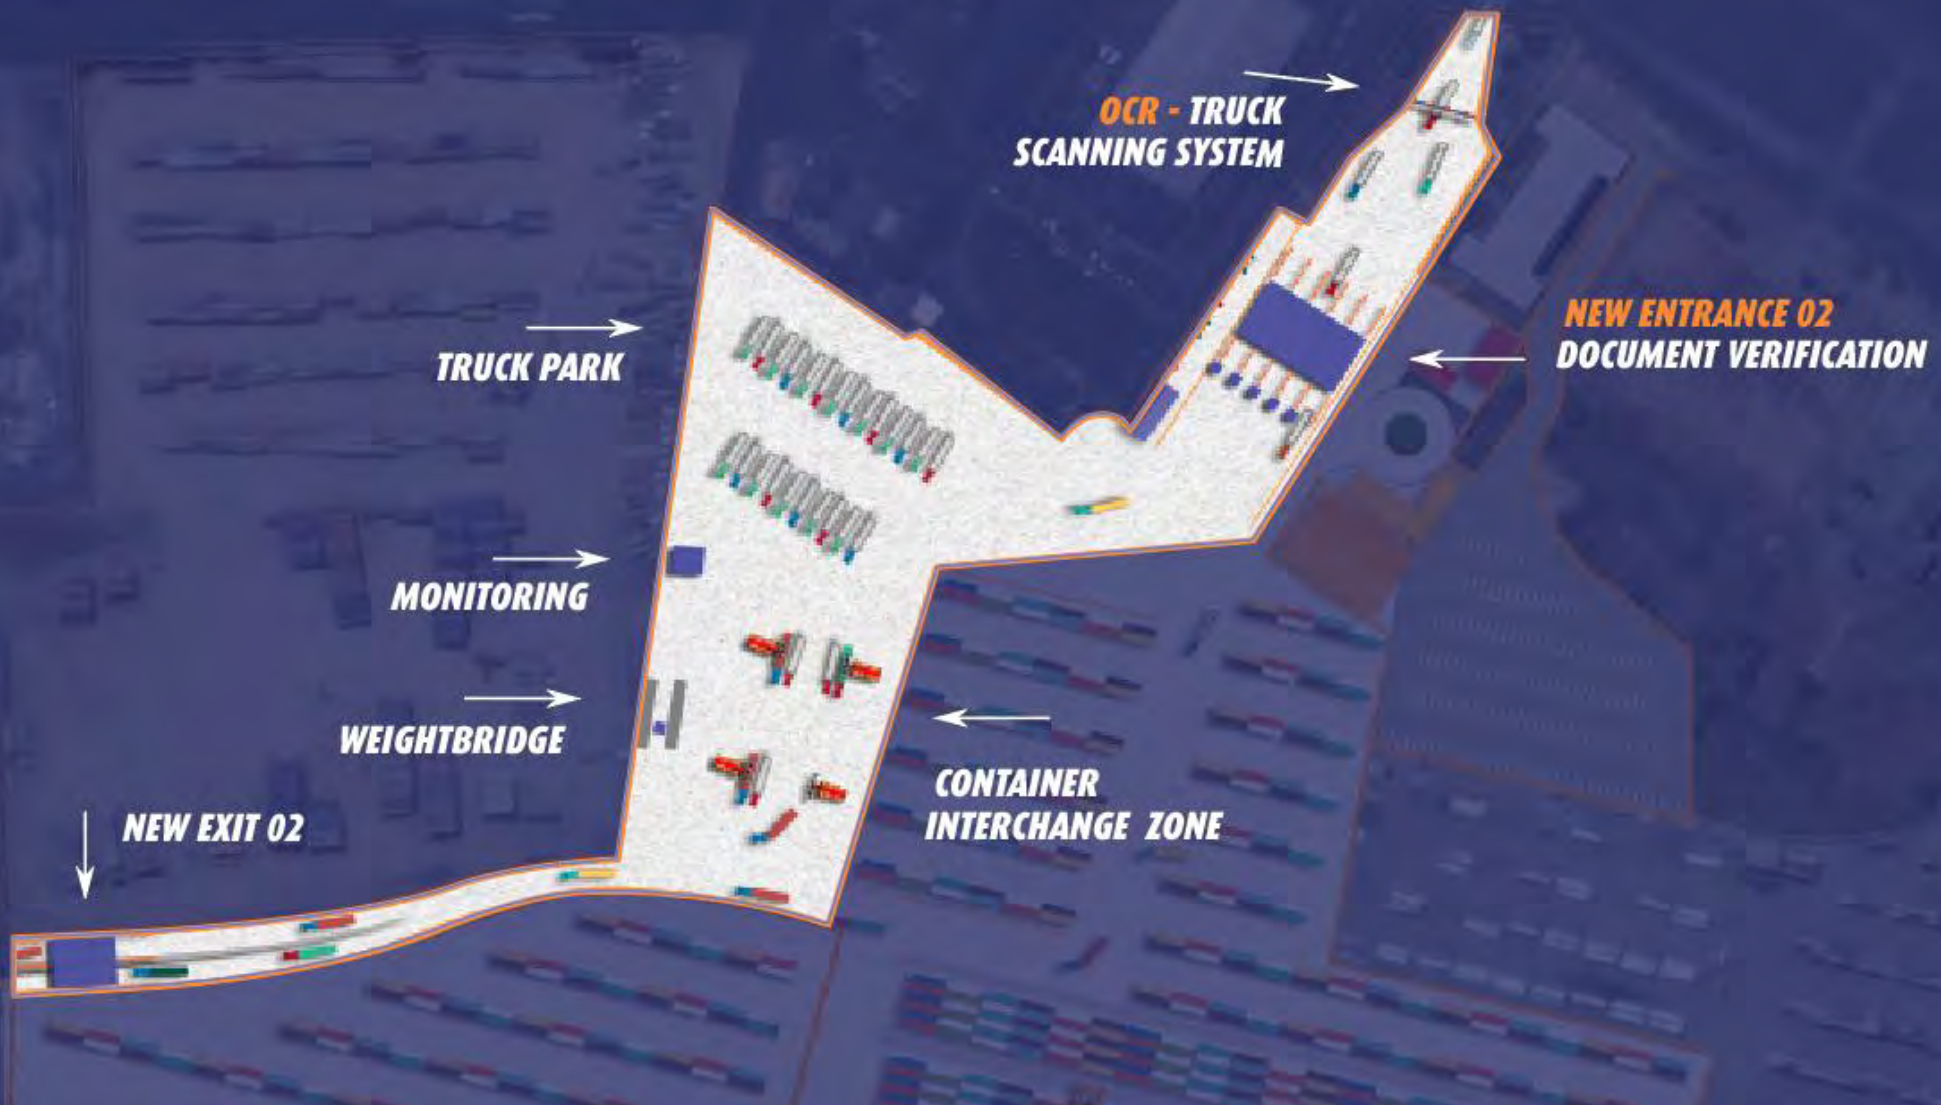 OCR - TRUCK
SCANNING SYSTEM
NEW ENTRANCE 02
DOCUMENT VERIFICATION
TRUCK PARK
MONITORING
WEIGHTBRIDGE
CONTAINER
INTERCHANGE ZONE
NEW EXIT 02